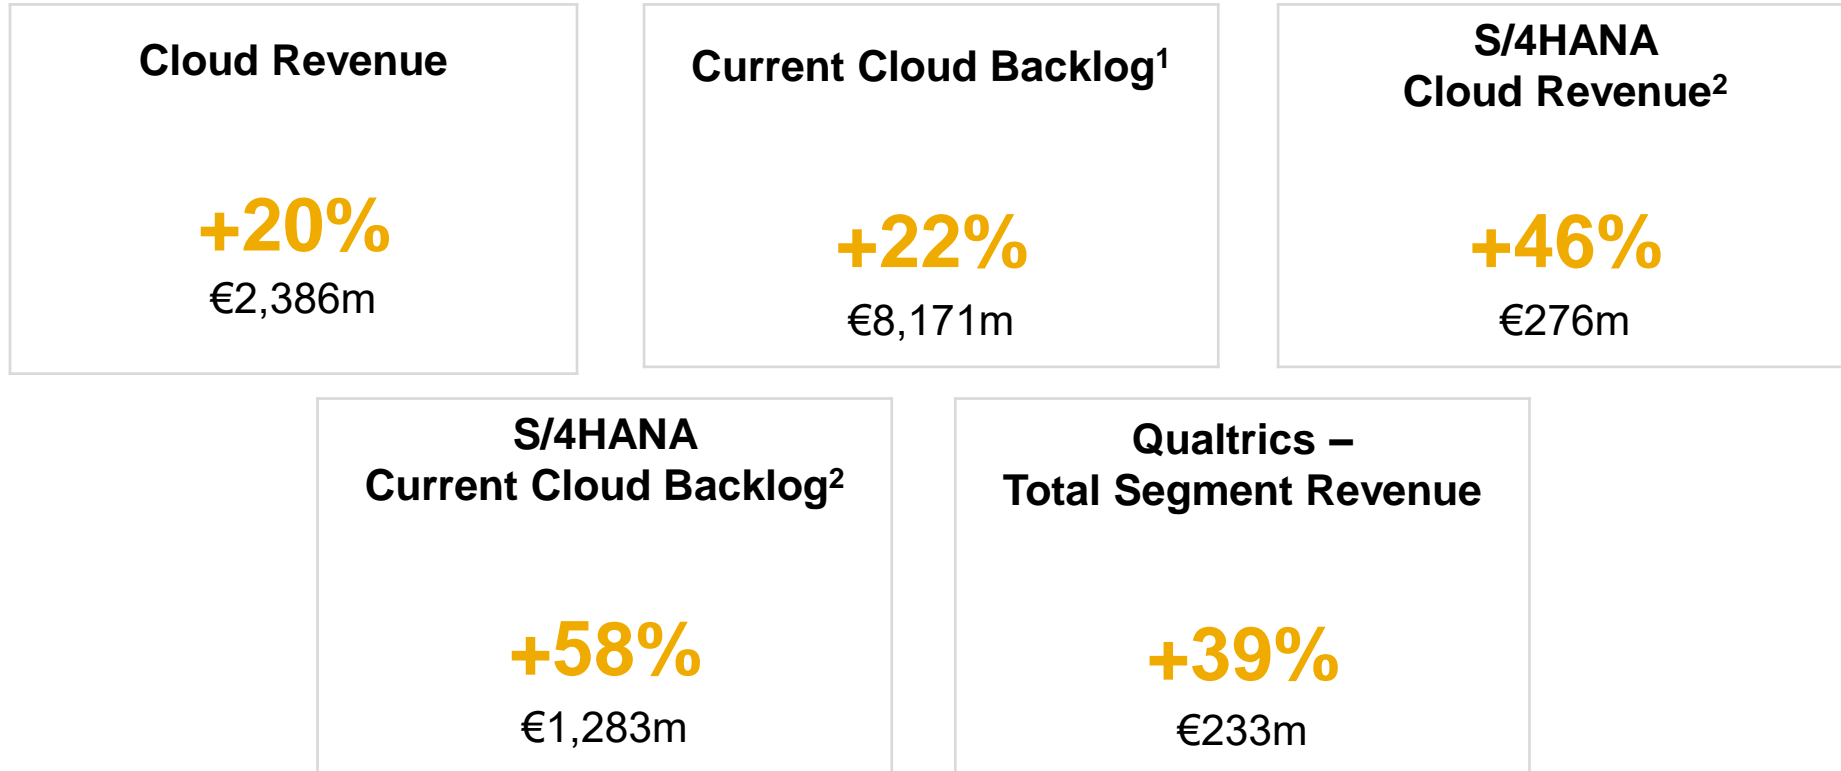 Cloud Revenue
+20%
€2,386m
Current Cloud Backlog¹
+22%
€8,171m
S/4HANA
Cloud Revenue²
+46%
€276m
S/4HANA
Current Cloud Backlog²
+58%
€1,283m
Qualtrics –
Total Segment Revenue
+39%
€233m